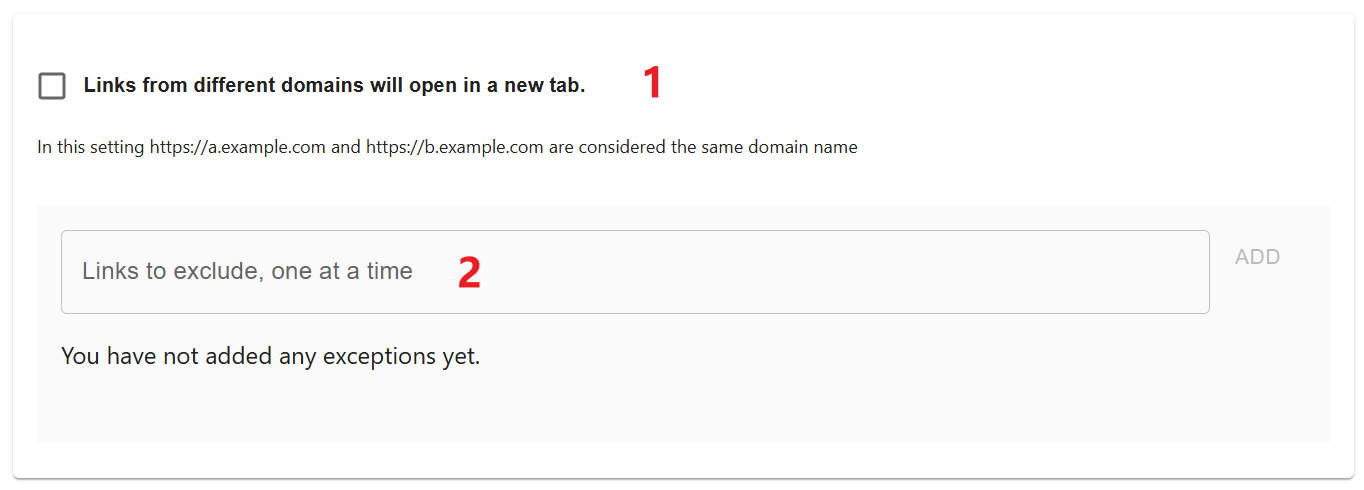 Links from different domains will open in a new tab. 1
In this setting https://a.example.com and https://b.example.com are considered the same domain name
Links to exclude, one at a time 2 ADD
You have not added any exceptions yet.